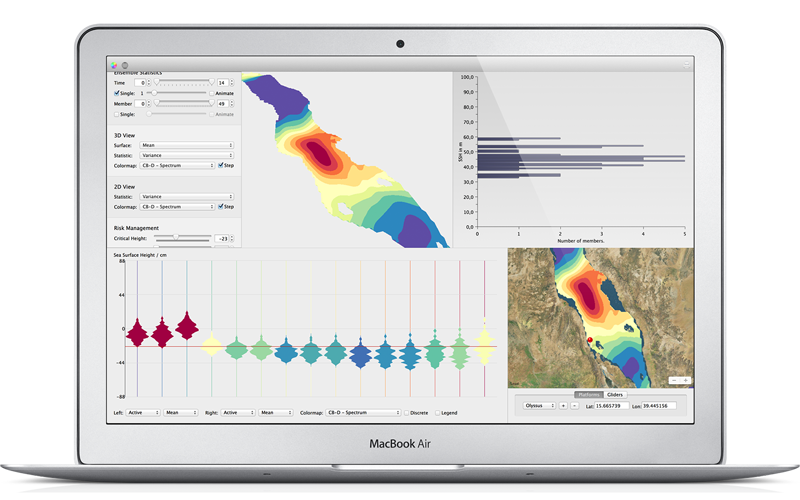 Ensemble Statistics
Time 0 14
Single: 1 Animate
Member 0 49
Single: Animate
3D View
Surface: Mean
Statistic: Variance
Colormap: CB-D - Spectrum Step
2D View
Statistic: Variance
Colormap: CB-D - Spectrum Step
Risk Management
Critical Height: -23
100,0
90,0
80,0
70,0
60,0
50,0
40,0
30,0
20,0
10,0
0,0
SSH in m
0 1 2 3 4 5
Number of members.
Sea Surface Height / cm
88
44
0
-44
-88
Left: Active Mean Right: Active Mean Colormap: CB-D - Spectrum Discrete Legend
Platforms Gliders
Olyssus + - Lat: 15.665739 Lon: 39.445156
MacBook Air